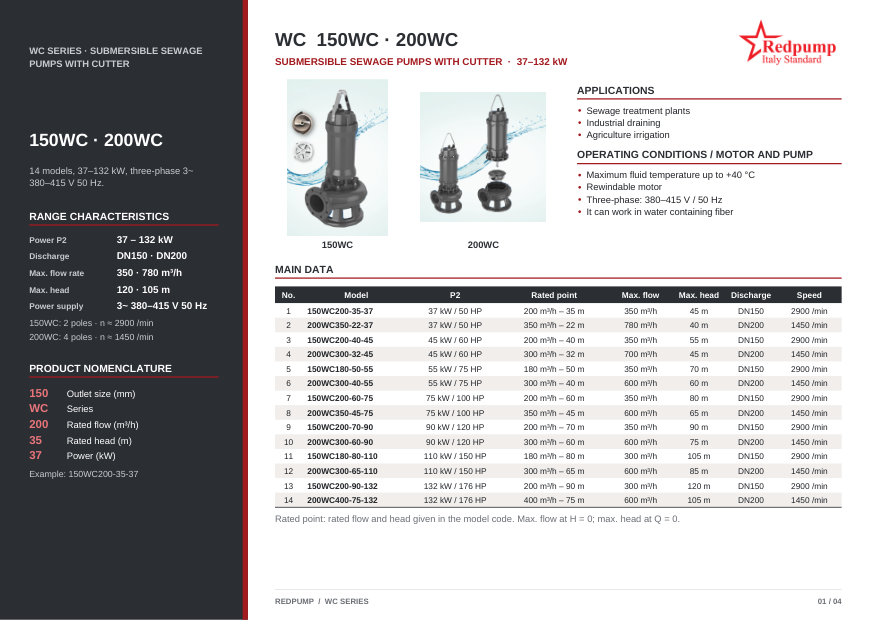 WC SERIES · SUBMERSIBLE SEWAGE
PUMPS WITH CUTTER
150WC · 200WC
14 models, 37–132 kW, three-phase 3~
380–415 V 50 Hz.
RANGE CHARACTERISTICS
Power P2 37 – 132 kW
Discharge DN150 · DN200
Max. flow rate 350 · 780 m³/h
Max. head 120 · 105 m
Power supply 3~ 380–415 V 50 Hz
150WC: 2 poles · n ≈ 2900 /min
200WC: 4 poles · n ≈ 1450 /min
PRODUCT NOMENCLATURE
150 Outlet size (mm)
WC Series
200 Rated flow (m³/h)
35 Rated head (m)
37 Power (kW)
Example: 150WC200-35-37
WC 150WC · 200WC
SUBMERSIBLE SEWAGE PUMPS WITH CUTTER · 37–132 kW
Redpump
Italy Standard
150WC
200WC
APPLICATIONS
• Sewage treatment plants
• Industrial draining
• Agriculture irrigation
OPERATING CONDITIONS / MOTOR AND PUMP
• Maximum fluid temperature up to +40 °C
• Rewindable motor
• Three-phase: 380–415 V / 50 Hz
• It can work in water containing fiber
MAIN DATA
No. Model P2 Rated point Max. flow Max. head Discharge Speed
1 150WC200-35-37 37 kW / 50 HP 200 m³/h – 35 m 350 m³/h 45 m DN150 2900 /min
2 200WC350-22-37 37 kW / 50 HP 350 m³/h – 22 m 780 m³/h 40 m DN200 1450 /min
3 150WC200-40-45 45 kW / 60 HP 200 m³/h – 40 m 350 m³/h 55 m DN150 2900 /min
4 200WC300-32-45 45 kW / 60 HP 300 m³/h – 32 m 700 m³/h 45 m DN200 1450 /min
5 150WC180-50-55 55 kW / 75 HP 180 m³/h – 50 m 350 m³/h 70 m DN150 2900 /min
6 200WC300-40-55 55 kW / 75 HP 300 m³/h – 40 m 600 m³/h 60 m DN200 1450 /min
7 150WC200-60-75 75 kW / 100 HP 200 m³/h – 60 m 350 m³/h 80 m DN150 2900 /min
8 200WC350-45-75 75 kW / 100 HP 350 m³/h – 45 m 600 m³/h 65 m DN200 1450 /min
9 150WC200-70-90 90 kW / 120 HP 200 m³/h – 70 m 350 m³/h 90 m DN150 2900 /min
10 200WC300-60-90 90 kW / 120 HP 300 m³/h – 60 m 600 m³/h 75 m DN200 1450 /min
11 150WC180-80-110 110 kW / 150 HP 180 m³/h – 80 m 300 m³/h 105 m DN150 2900 /min
12 200WC300-65-110 110 kW / 150 HP 300 m³/h – 65 m 600 m³/h 85 m DN200 1450 /min
13 150WC200-90-132 132 kW / 176 HP 200 m³/h – 90 m 300 m³/h 120 m DN150 2900 /min
14 200WC400-75-132 132 kW / 176 HP 400 m³/h – 75 m 600 m³/h 105 m DN200 1450 /min
Rated point: rated flow and head given in the model code. Max. flow at H = 0; max. head at Q = 0.
REDPUMP / WC SERIES
01 / 04